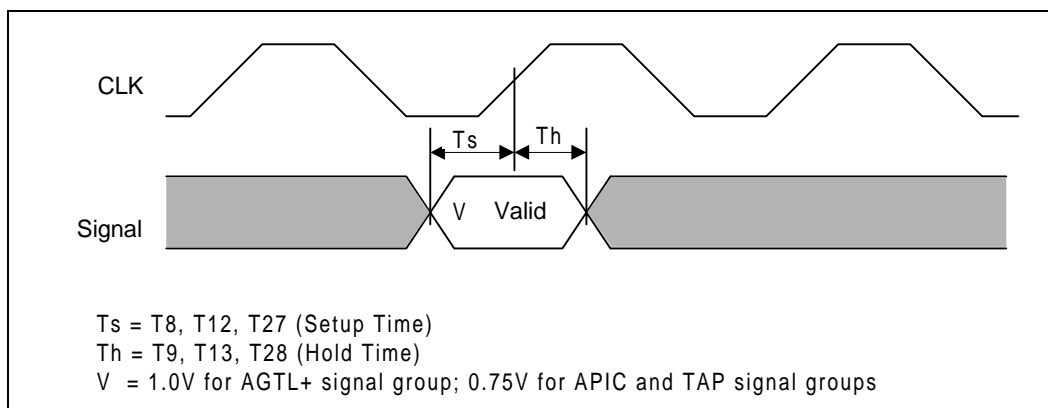 CLK
Ts Th
V Valid
Signal
Ts = T8, T12, T27 (Setup Time)
Th = T9, T13, T28 (Hold Time)
V = 1.0V for AGTL+ signal group; 0.75V for APIC and TAP signal groups